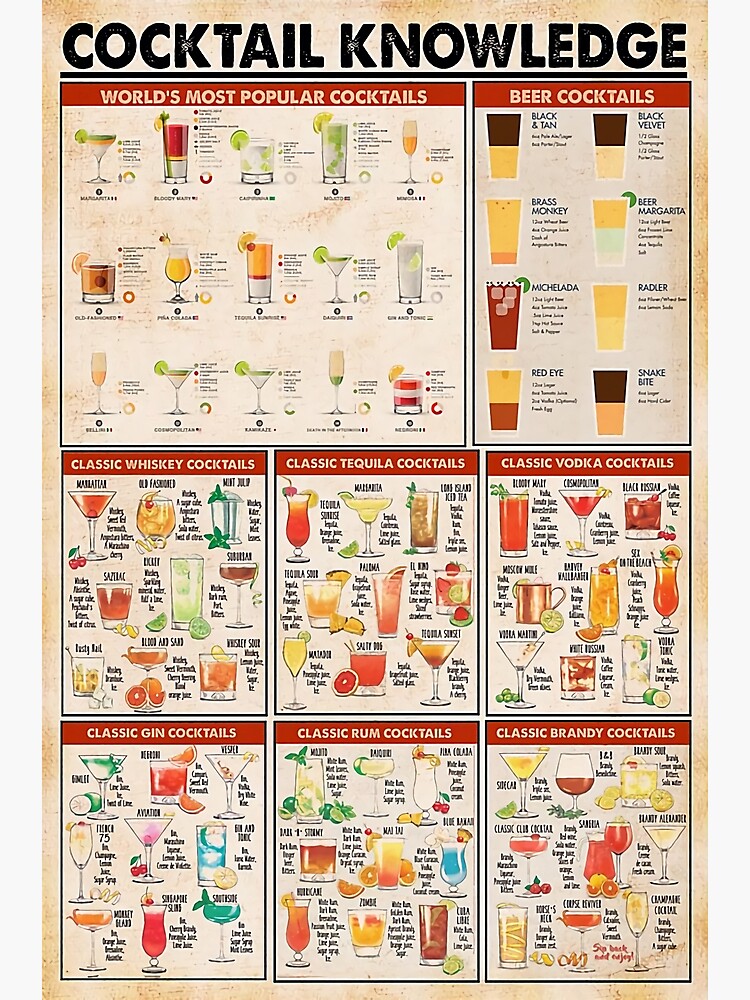 COCKTAIL KNOWLEDGE
WORLD'S MOST POPULAR COCKTAILS
MARGARITA
BLOODY MARY
CAIPIRINHA
MOJITO
MIMOSA
OLD-FASHIONED
PIÑA COLADA
TEQUILA SUNRISE
DAIQUIRI
GIN AND TONIC
BELLINI
COSMOPOLITAN
KAMIKAZE
DEATH IN THE AFTERNOON
NEGRONI
BEER COCKTAILS
BLACK
& TAN
6oz Pale Ale/Lager
6oz Porter/Stout
BLACK
VELVET
1/2 Glass
Champagne
1/2 Glass
Porter/Stout
BRASS
MONKEY
12oz Wheat Beer
4oz Orange Juice
Dash of
Angostura Bitters
BEER
MARGARITA
12oz Light Beer
4oz Frozen Lime
Concentrate
4oz Tequila
Salt
MICHELADA
12oz Light Beer
4oz Tomato Juice
.5oz Lime Juice
1tsp Hot Sauce
Salt & Pepper
RADLER
6oz Pilsner/Wheat Beer
6oz Lemon Soda
RED EYE
12oz Lager
6oz Tomato Juice
2oz Vodka (Optional)
Fresh Egg
SNAKE
BITE
6oz Lager
6oz Hard Cider
CLASSIC WHISKEY COCKTAILS
MANHATTAN
Whiskey,
Sweet Red
Vermouth,
Angostura
bitters,
A Maraschino
cherry
OLD FASHIONED
Whiskey,
A sugar cube,
Angostura
bitters,
Soda water,
Twist of citrus.
MINT JULIP
Whiskey,
Water,
Sugar,
Mint
leaves.
SAZERAC
Whiskey,
Absinthe,
A sugar cube,
Peychaud's
Bitters,
Twist of citrus.
RICKEY
Whiskey,
Sparkling
mineral
water,
Half a lime,
Ice.
SUBURBAN
Whiskey,
Dark rum,
Port,
Bitters.
Rusty Nail
Whiskey,
Drambuie,
Ice.
BLOOD AND SAND
Whiskey,
Sweet Vermouth,
Cherry Heering,
Blood
orange juice.
WHISKEY SOUR
Whiskey,
Lemon Juice,
Sugar,
Water,
Ice.
CLASSIC TEQUILA COCKTAILS
TEQUILA
SUNRISE
Tequila,
Orange Juice,
Grenadine,
Ice.
MARGARITA
Tequila,
Cointreau,
Lime Juice,
Salted glass.
LONG ISLAND
ICED TEA
Tequila,
Vodka,
Rum,
Gin,
Triple sec,
Lemon juice.
TEQUILA SOUR
Tequila,
Agave,
Pineapple
Juice,
Lemon juice,
Egg white.
PALOMA
Tequila,
Grapefruit
juice,
Soda water,
Ice.
EL NINO
Tequila,
Sugar syrup,
Tonic water,
Lime wedges,
Sliced
strawberries.
MATADOR
Tequila,
Pineapple juice,
Lime juice,
Ice.
SALTY DOG
Tequila,
Grapefruit Juice,
Salted glass.
TEQUILA SUNSET
Tequila,
Orange Juice,
Blackberry
brandy,
A cherry.
CLASSIC VODKA COCKTAILS
BLOODY MARY
Vodka,
Tomato juice,
Worcestershire
sauce,
Tobasco sauce,
Lemon juice,
Salt and Pepper,
Ice.
COSMOPOLITAN
Vodka,
Cointreau,
Cranberry Juice,
Lime Juice.
BLACK RUSSIAN
Vodka,
Coffee
Liqueur,
Ice.
MOSCOW MULE
Vodka,
Ginger
Beer,
Lime juice,
Ice.
HARVEY
WALLBANGER
Vodka,
Orange
juice,
Galliano,
Ice.
SEX
ON THE BEACH
Vodka,
Cranberry
juice,
Peach
Schnapps,
Orange juice,
Ice.
VODKA MARTINI
Vodka,
Dry Vermouth,
Green olives.
WHITE RUSSIAN
Vodka,
Coffee
Liqueur,
Cream,
Ice.
VODKA
TONIC
Vodka,
Tonic water,
Lime wedges,
Ice.
CLASSIC GIN COCKTAILS
GIMLET
Gin,
Lime Juice,
Ice,
Twist of Lime.
NEGRONI
Gin,
Campari,
Sweet Red
Vermouth.
VESPER
Gin,
Vodka,
Dry White
Wine.
FRENCH
75
Gin,
Champagne,
Lemon
Juice,
Sugar.
AVIATION
Gin,
Maraschino
Liqueur,
Lemon Juice,
Creme de Violette.
GIN AND
TONIC
Gin,
Tonic Water,
MONKEY
GLAND
Gin,
Orange Juice,
Grenadine,
Absinthe.
SINGAPORE
SLING
Gin,
Cherry Brandy,
Pineapple Juice,
Lime Juice.
SOUTHSIDE
Gin
Lime Juice
Sugar Syrup
Mint Leaves
CLASSIC RUM COCKTAILS
MOJITO
White Rum,
Mint leaves,
Soda water,
Lime juice,
Sugar.
DAIQUIRI
White Rum,
Lime juice,
Sugar syrup.
PINA COLADA
White Rum,
Pineapple
juice,
Coconut
cream.
DARK 'N' STORMY
Dark Rum,
Ginger
Beer,
Bitters.
MAI TAI
White Rum,
Dark Rum,
Lime Juice,
Orange Curacao,
Orgeat syrup,
Ice.
BLUE HAWAII
White Rum,
Blue Curacao,
Vodka,
Pineapple
Juice,
Coconut cream
HURRICANE
White Rum,
Dark Rum,
Grenadine,
Passion fruit,
Orange juice,
Lime juice,
Ice.
ZOMBIE
White Rum,
Golden Rum,
Dark Rum,
Apricot Brandy,
Pineapple juice,
Orange juice,
Sugar.
CUBA
LIBRE
White Rum,
Cola,
Lime juice.
CLASSIC BRANDY COCKTAILS
SIDECAR
Brandy,
Triple sec,
Lemon Juice.
B & B
Brandy,
Benedictine.
BRANDY SOUR
Brandy,
Lemon squash,
Bitters,
Soda.
CLASSIC CLUB COCKTAIL
Brandy,
Maraschino
Liqueur,
Pineapple juice
Bitters
SANGRIA
Brandy,
Red wine,
Soda water,
Orange juice,
Slices of
orange,
lemon
and lime.
BRANDY ALEXANDER
Brandy,
Creme
de cacao,
Fresh cream.
HORSE'S
NECK
Brandy,
Ginger ale,
Lemon zest,
Ice.
CORPSE REVIVER
Brandy,
Calvados,
Sweet
Vermouth.
CHAMPAGNE
COCKTAIL
Champagne,
Brandy,
Bitters,
A sugar cube.
Sip back
and enjoy!